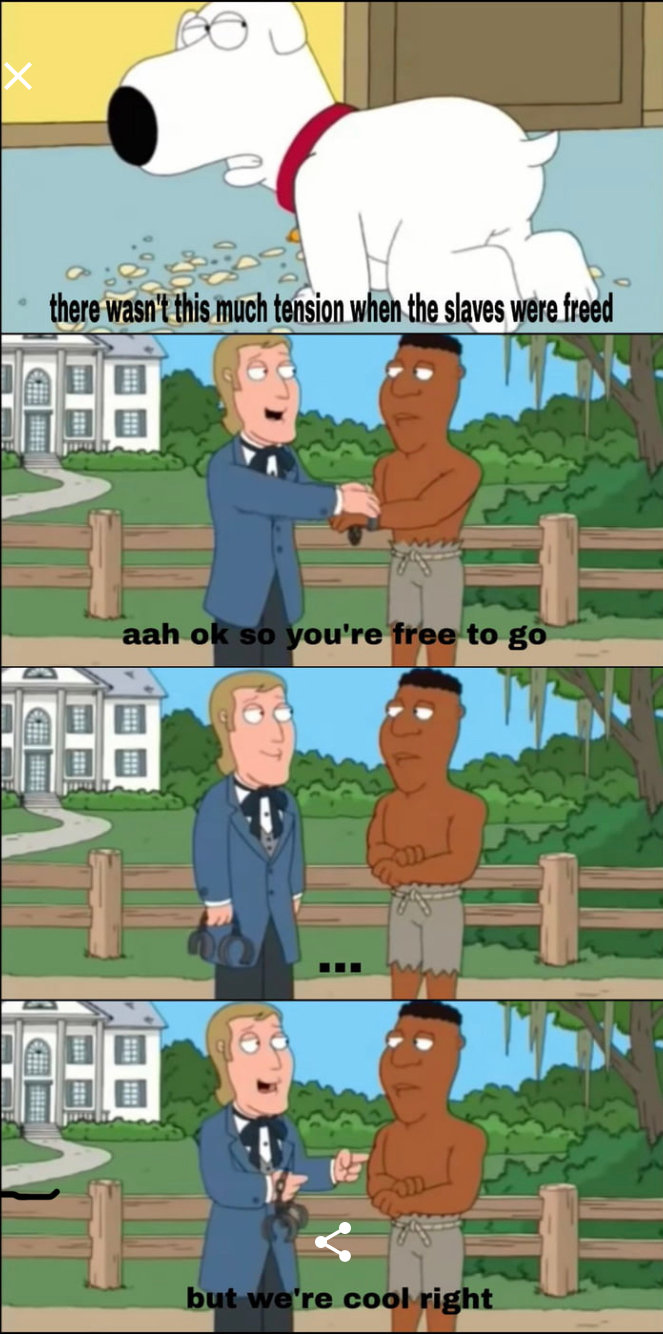 there wasn't this much tension when the slaves were freed
aah ok so you're free to go
...
but we're cool right